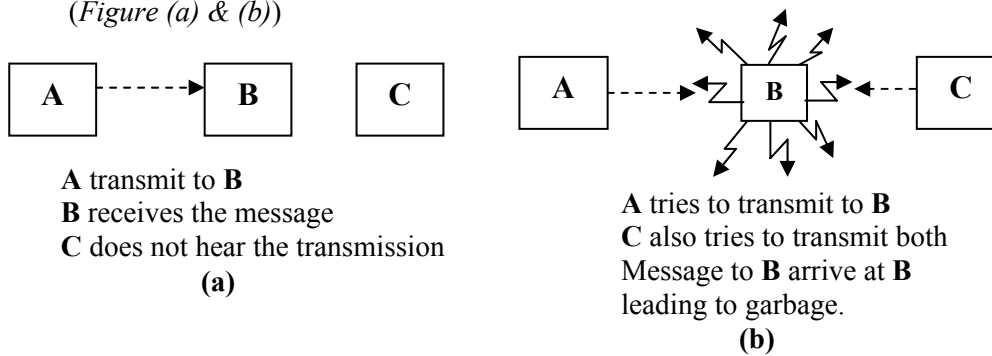 (Figure (a) & (b))
A B C
A transmit to B
B receives the message
C does not hear the transmission
(a)
A B C
A tries to transmit to B
C also tries to transmit both
Message to B arrive at B
leading to garbage.
(b)